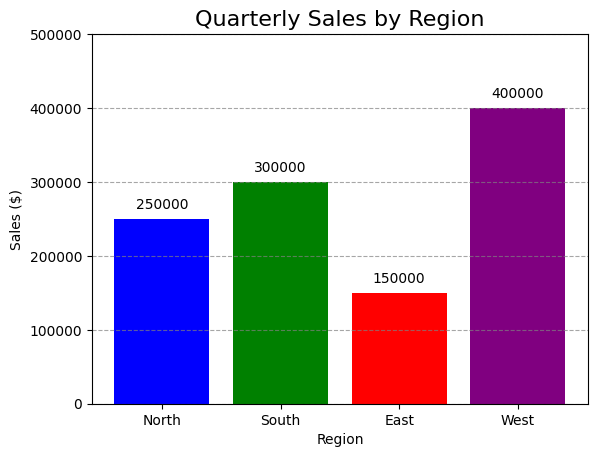 Quarterly Sales by Region
500000
400000
300000
200000
100000
0
Sales ($)
250000
300000
150000
400000
North
South
East
West
Region